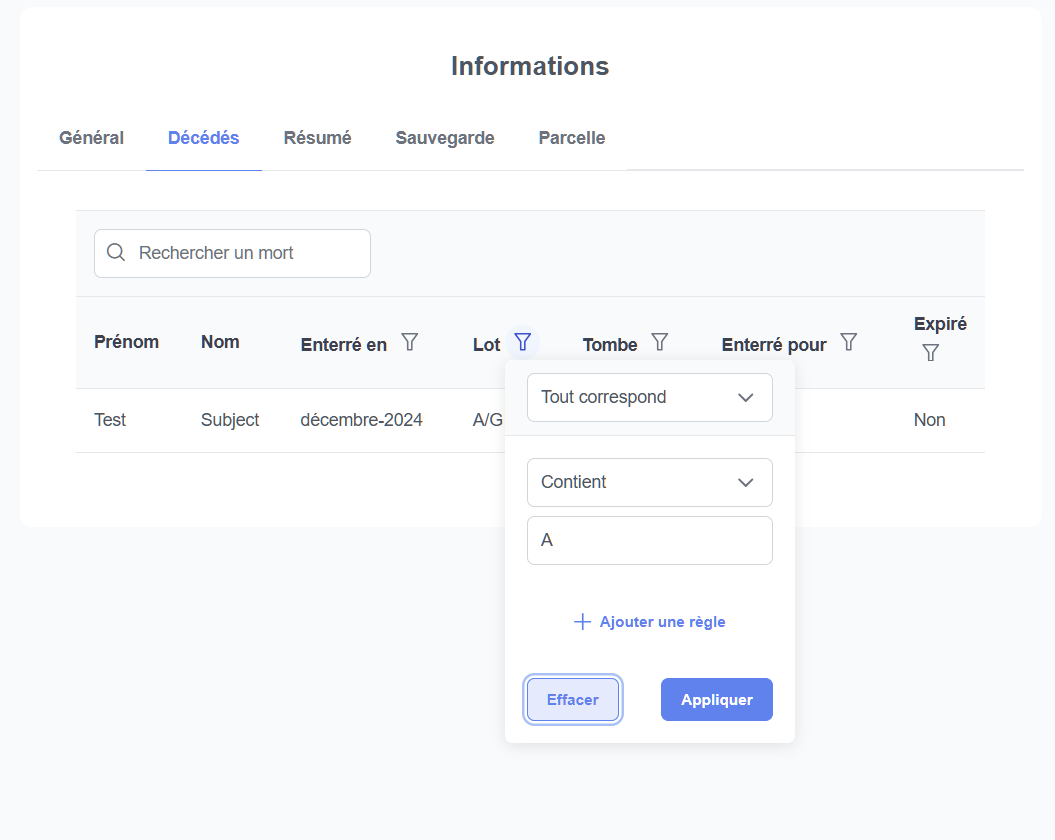 Informations
Général Décédés Résumé Sauvegarde Parcelle
Rechercher un mort
Prénom Nom Enterré en Lot Tombe Enterré pour Expiré
Test Subject décembre-2024 A/G Non
Tout correspond
Contient
A
Ajouter une règle
Effacer Appliquer